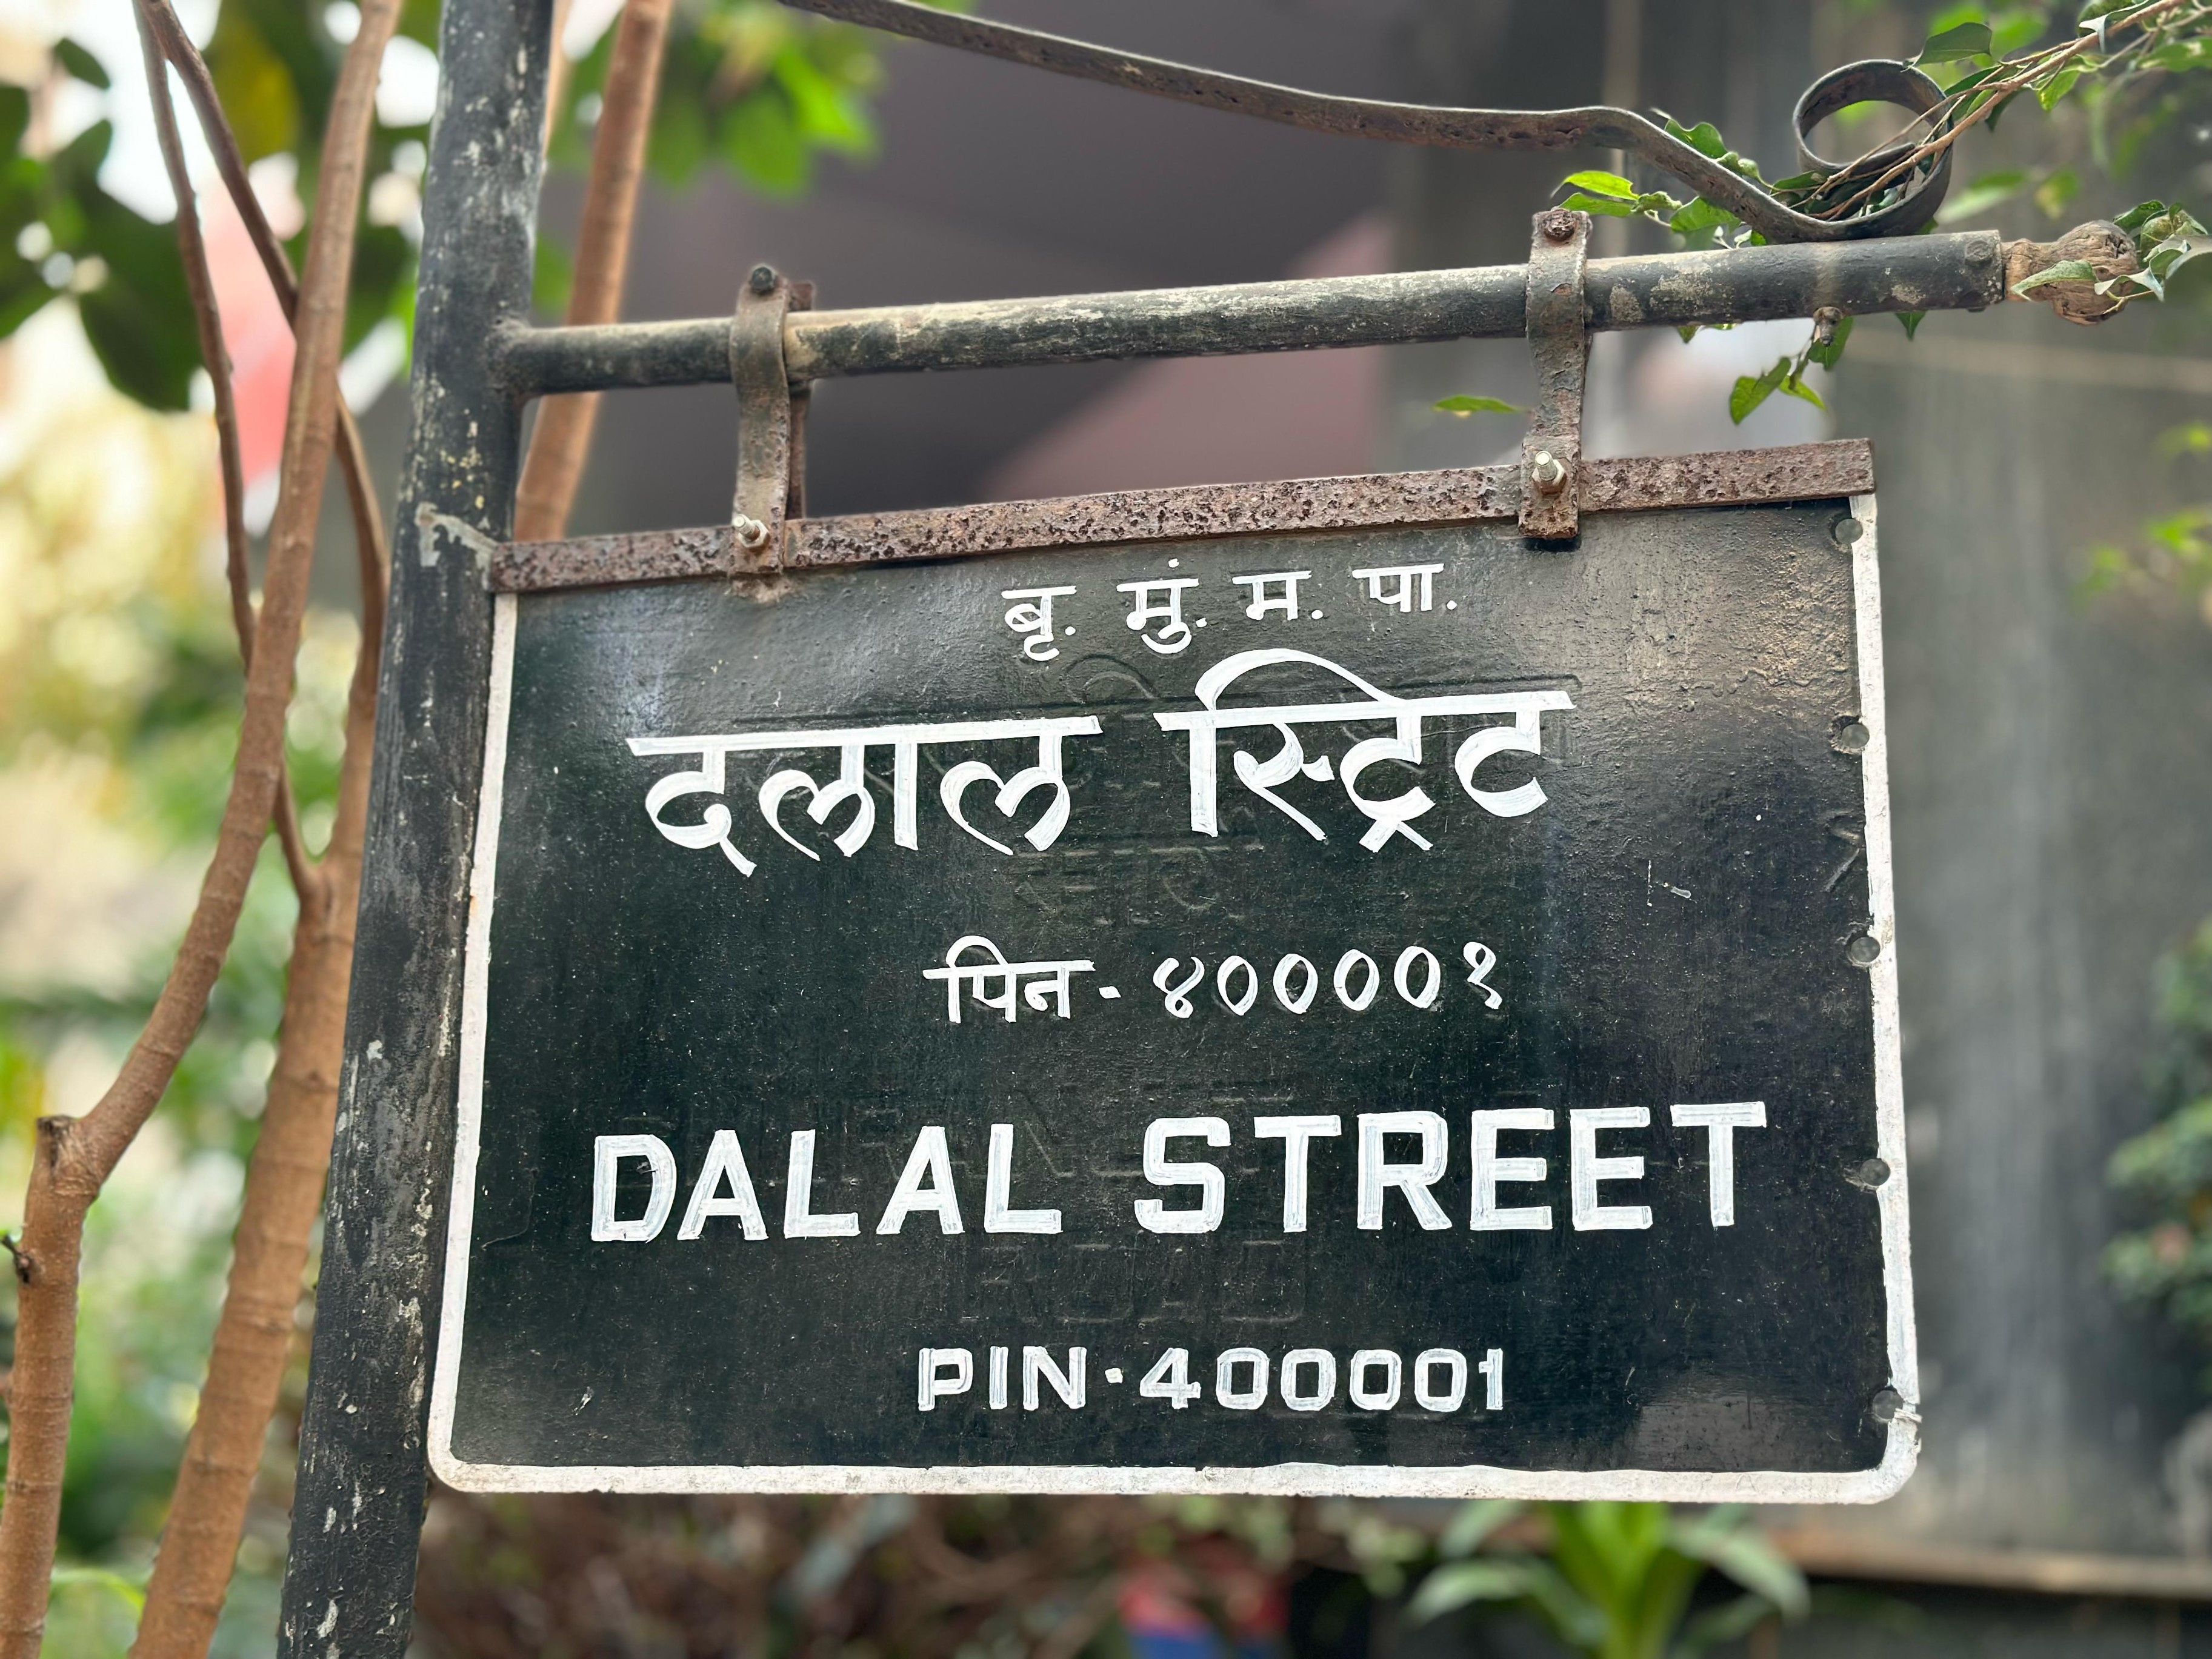 बृ. मुं. म. पा.
दलाल स्ट्रिट
पिन - ४००००१
DALAL STREET
PIN - 400001